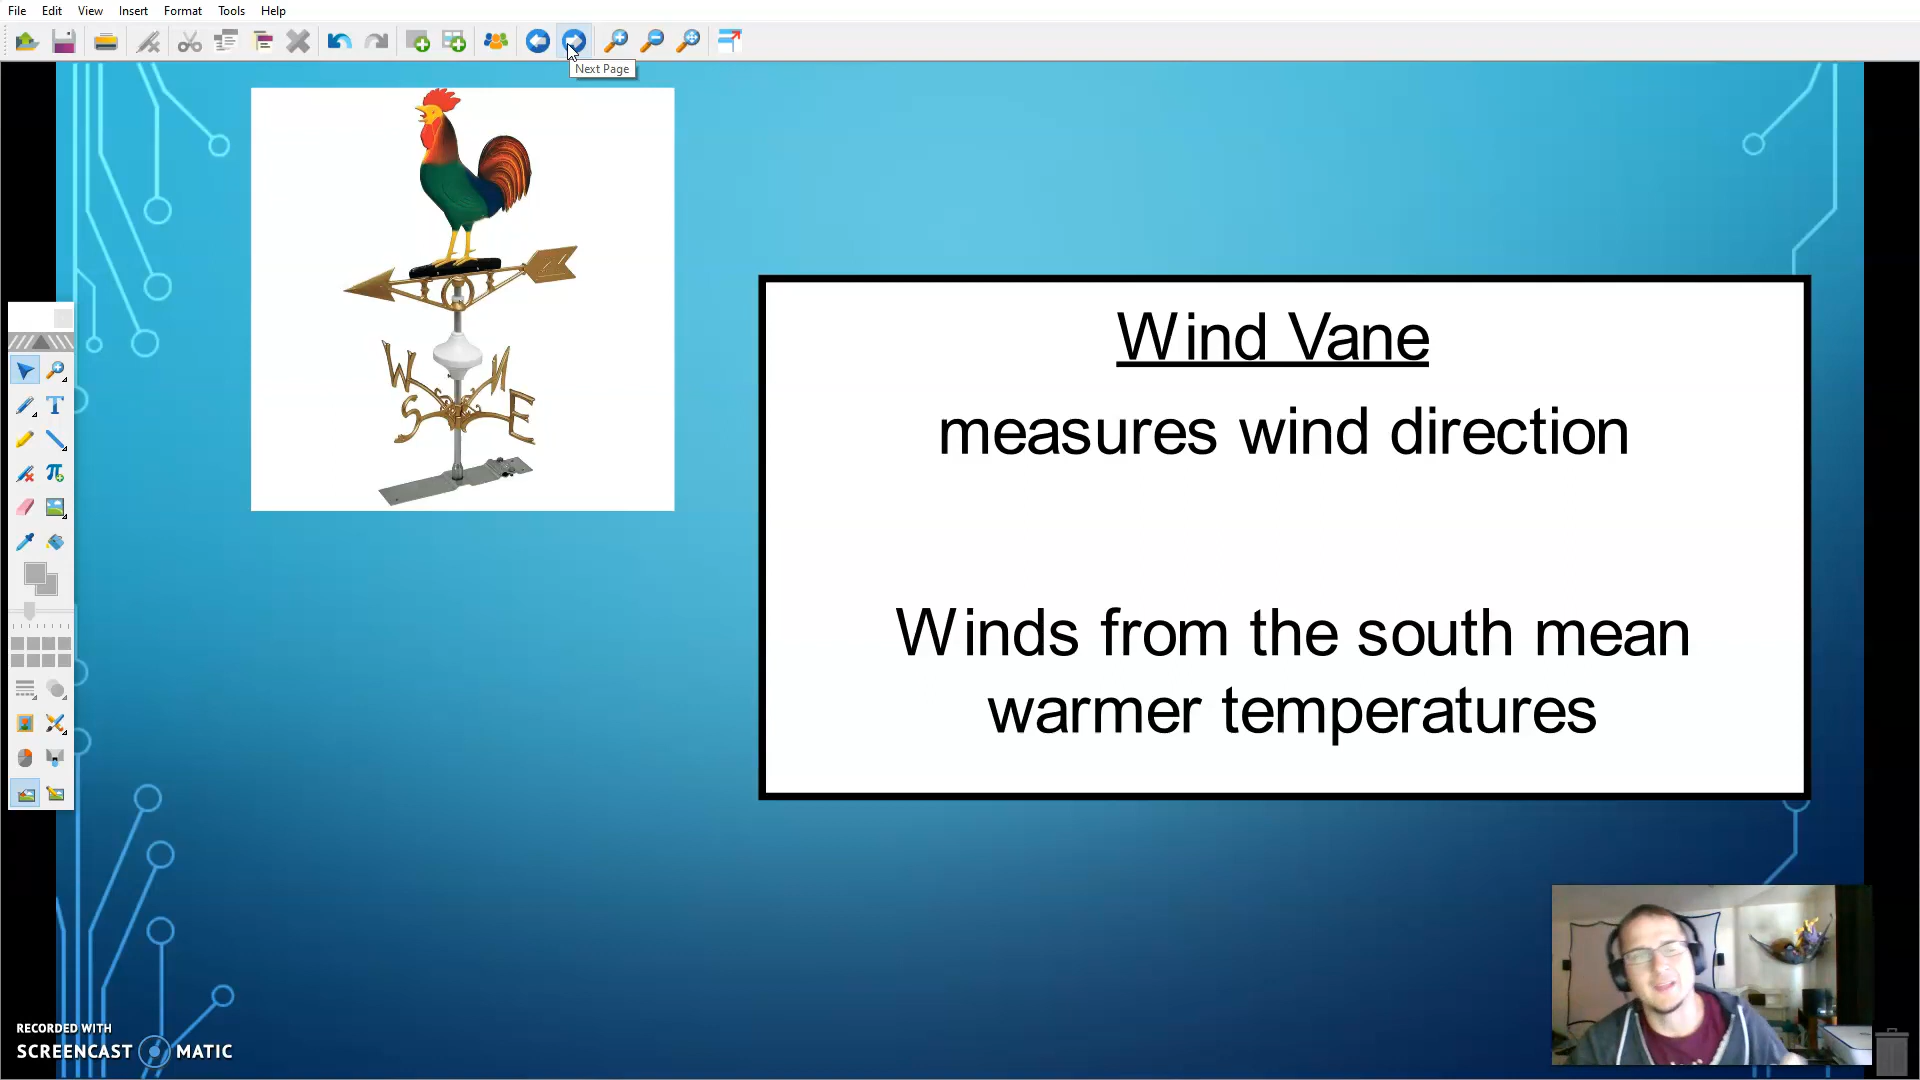 File Edit View Insert Format Tools Help
Next Page
W N
S E
Wind Vane
measures wind direction
Winds from the south mean
warmer temperatures
RECORDED WITH
SCREENCAST MATIC